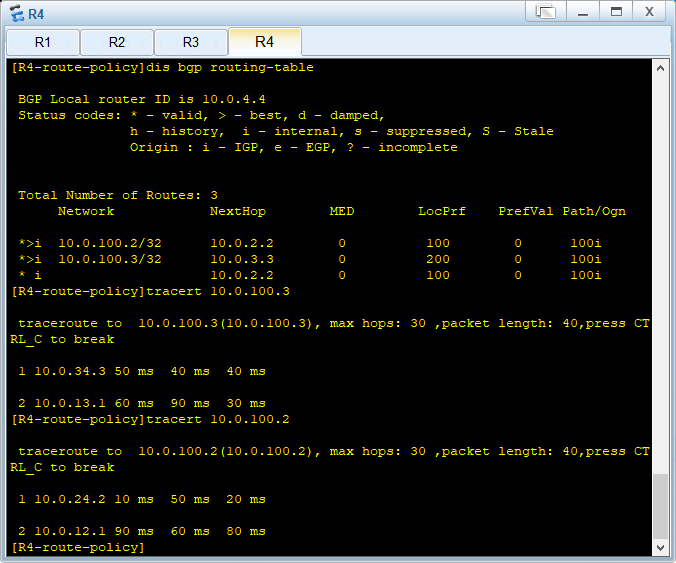 R4
R1 R2 R3 R4
[R4-route-policy]dis bgp routing-table
BGP Local router ID is 10.0.4.4
Status codes: * - valid, > - best, d - damped,
h - history,  i - internal, s - suppressed, S - Stale
Origin : i - IGP, e - EGP, ? - incomplete
Total Number of Routes: 3
Network NextHop MED LocPrf PrefVal Path/Ogn
*>i 10.0.100.2/32 10.0.2.2 0 100 0 100i
*>i 10.0.100.3/32 10.0.3.3 0 200 0 100i
* i 10.0.2.2 0 100 0 100i
[R4-route-policy]tracert 10.0.100.3
traceroute to  10.0.100.3(10.0.100.3), max hops: 30 ,packet length: 40,press CT
RL_C to break
1 10.0.34.3 50 ms  40 ms  40 ms
2 10.0.13.1 60 ms  90 ms  30 ms
[R4-route-policy]tracert 10.0.100.2
traceroute to  10.0.100.2(10.0.100.2), max hops: 30 ,packet length: 40,press CT
RL_C to break
1 10.0.24.2 10 ms  50 ms  20 ms
2 10.0.12.1 90 ms  60 ms  80 ms
[R4-route-policy]